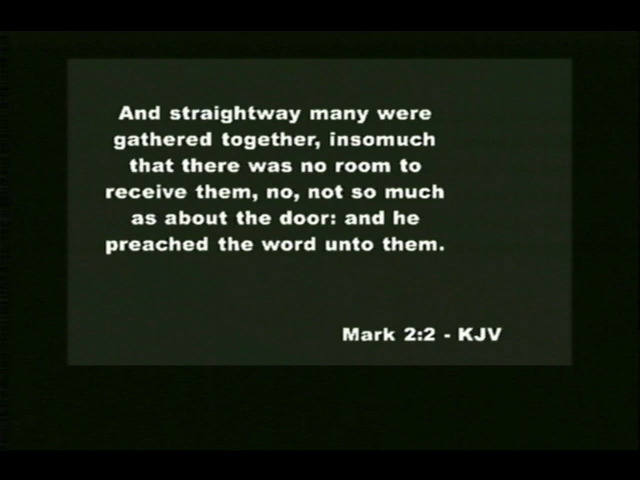 And straightway many were
gathered together, insomuch
that there was no room to
receive them, no, not so much
as about the door: and he
preached the word unto them.
Mark 2:2 - KJV